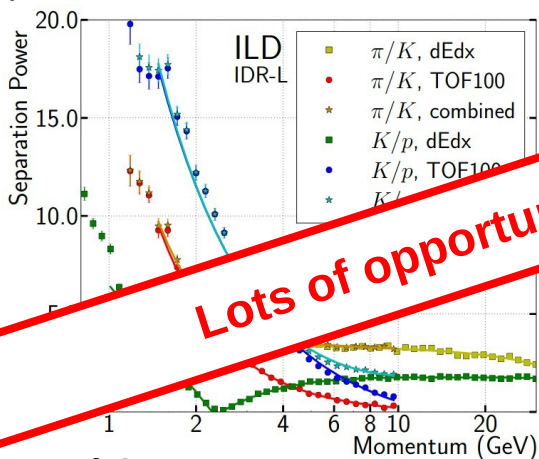 20.0
15.0
10.0
Separation Power
ILD
IDR-L
π/K, dEdx
π/K, TOF100
π/K, combined
K/p, dEdx
K/p, TOF100
Lots of opportu
1 2 4 6 8 10 20
Momentum (GeV)